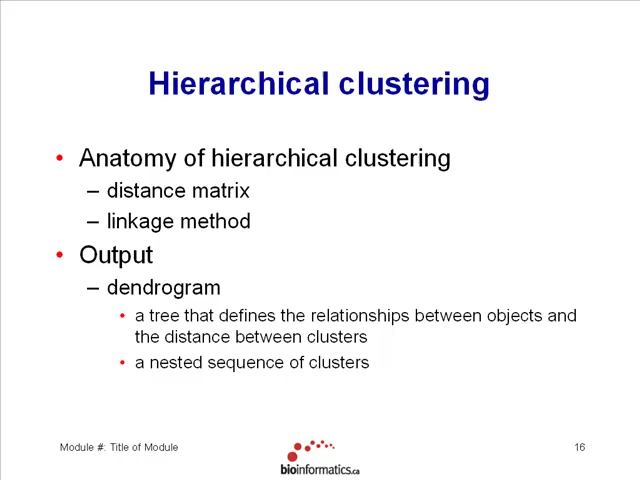 Hierarchical clustering
• Anatomy of hierarchical clustering
– distance matrix
– linkage method
• Output
– dendrogram
• a tree that defines the relationships between objects and
the distance between clusters
• a nested sequence of clusters
Module #: Title of Module
bioinformatics.ca
16